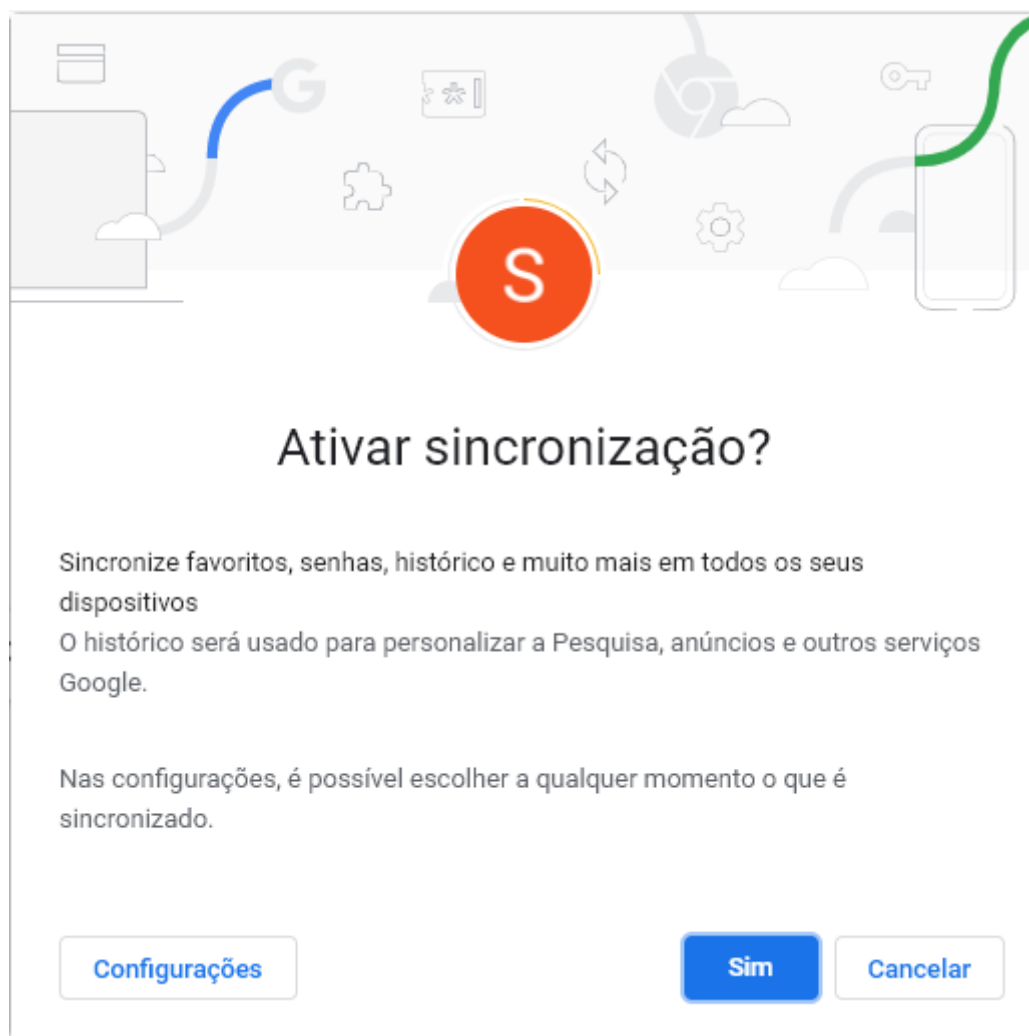 G
S
Ativar sincronização?
Sincronize favoritos, senhas, histórico e muito mais em todos os seus
dispositivos
O histórico será usado para personalizar a Pesquisa, anúncios e outros serviços
Google.
Nas configurações, é possível escolher a qualquer momento o que é
sincronizado.
Configurações
Sim
Cancelar